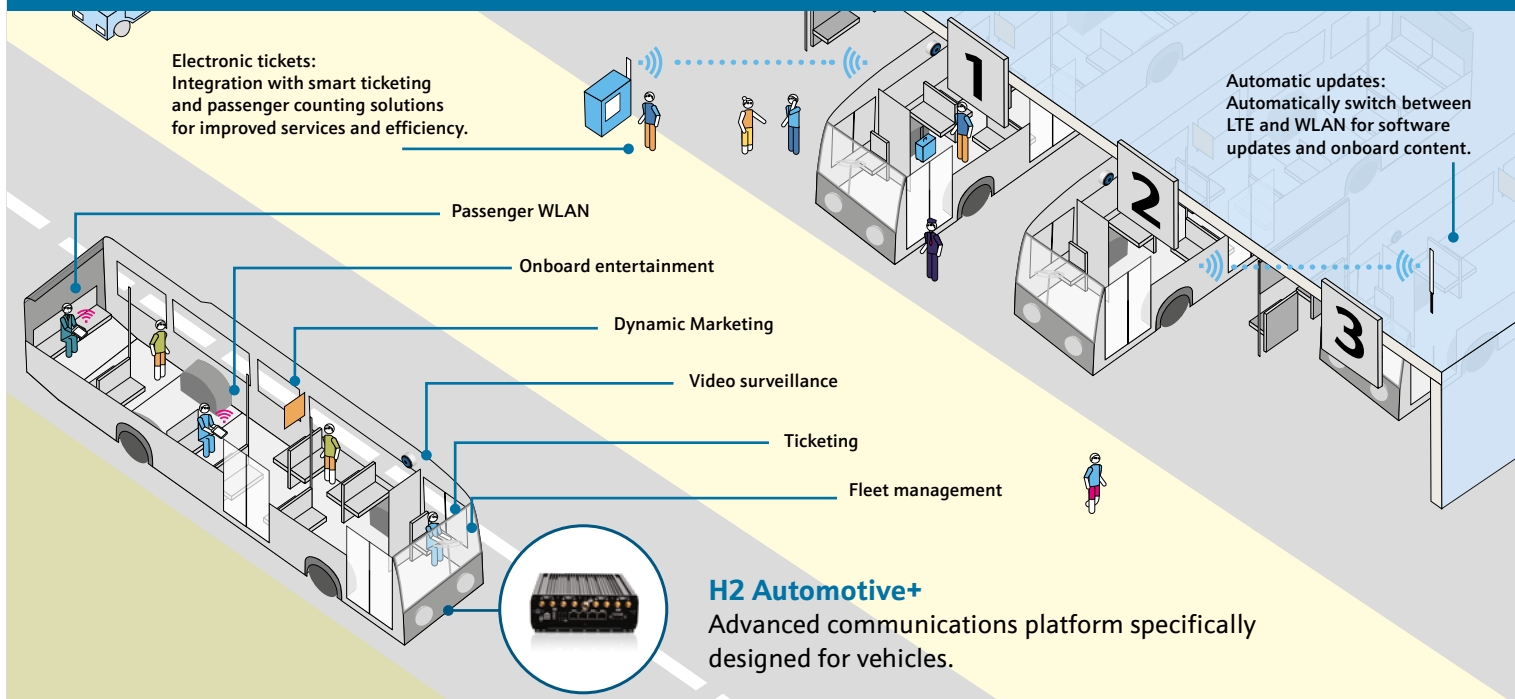 Electronic tickets:
Integration with smart ticketing
and passenger counting solutions
for improved services and efficiency.
1
Automatic updates:
Automatically switch between
LTE and WLAN for software
updates and onboard content.
2
Passenger WLAN
Onboard entertainment
Dynamic Marketing
3
Video surveillance
Ticketing
Fleet management
H2 Automotive+
Advanced communications platform specifically
designed for vehicles.